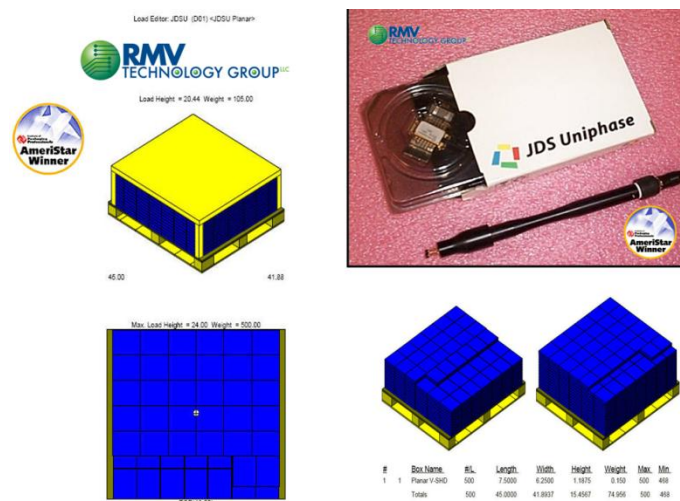 Load Editor: JDSU (D01) <JDSU Planar>
RMV
TECHNOLOGY GROUP LLC
Load Height = 20.44 Weight = 105.00
AmeriStar
Winner
45.00
41.88
RMV
TECHNOLOGY GROUP
JDS Uniphase
AmeriStar
Winner
Max. Load Height = 24.00 Weight = 500.00
# Box Name #/L Length Width Height Weight Max Min
1 1 Planar V-SHD 500 7.5000 6.2500 1.1875 0.150 500 468
Totals 500 45.0000 41.8937 15.4567 74.956 500 468